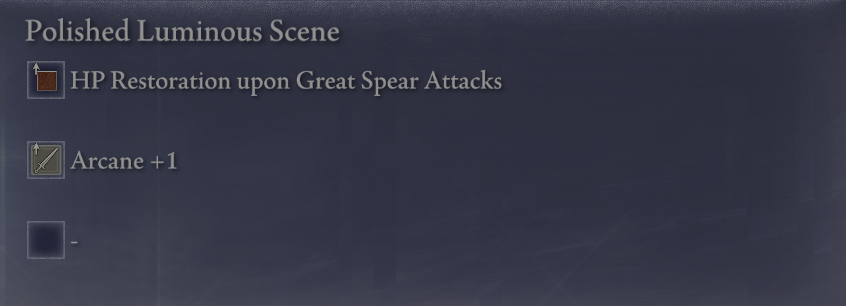 Polished Luminous Scene
HP Restoration upon Great Spear Attacks
Arcane +1
-